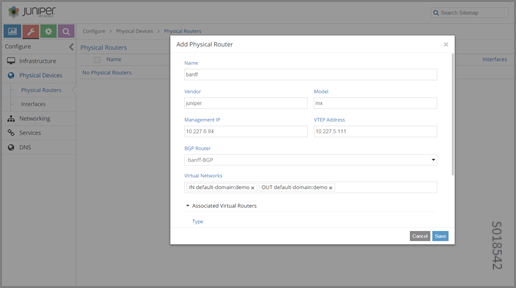 JUNIPER
NETWORKS
Search Sitemap
Configure > Physical Devices > Physical Routers
Configure
Infrastructure
Physical Devices
Physical Routers
Interfaces
Networking
Services
DNS
Physical Routers
Name
Interfaces
No Physical Routers.
Add Physical Router
Name
banff
Vendor
Model
juniper
mx
Management IP
VTEP Address
10.227.6.84
10.227.5.111
BGP Router
banff-BGP
Virtual Networks
IN default-domain:demo
OUT default-domain:demo
Associated Virtual Routers
Type
Cancel
Save
S018542